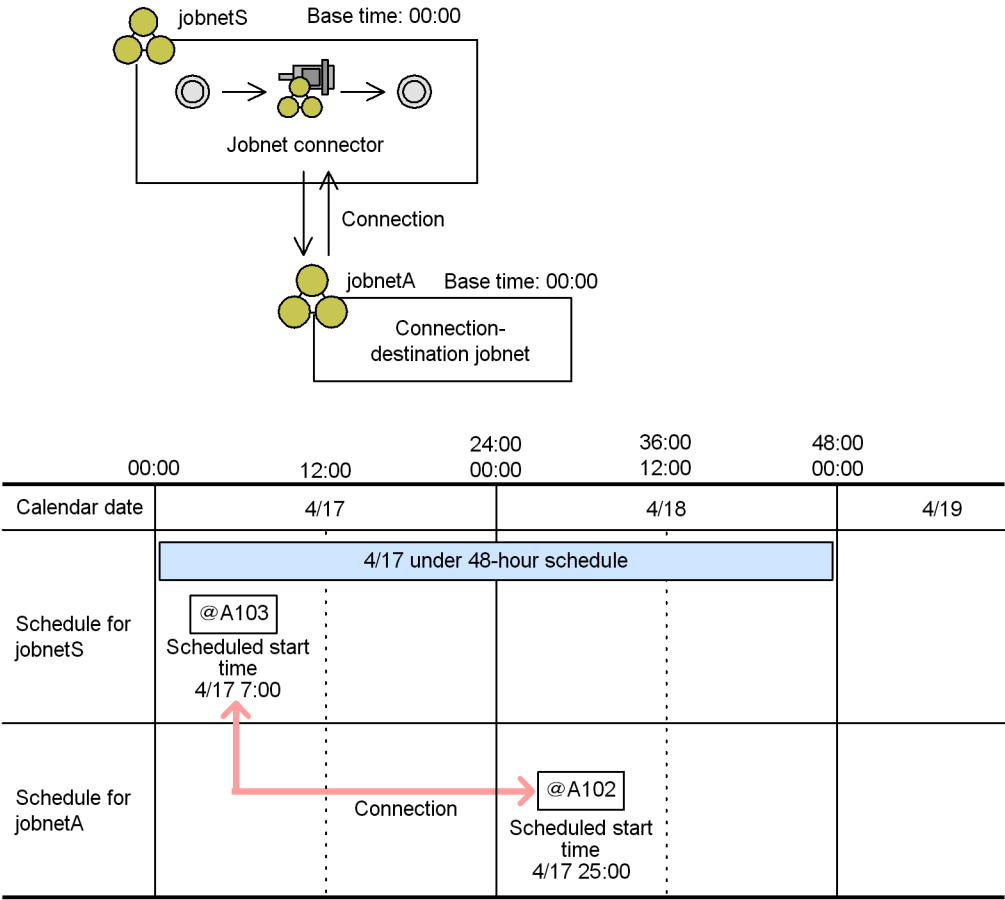 jobnetS
Base time: 00:00
Jobnet connector
Connection
jobnetA
Base time: 00:00
Connection-
destination jobnet
24:00
36:00
48:00
00:00
12:00
00:00
12:00
00:00
Calendar date
4/17
4/18
4/19
4/17 under 48-hour schedule
Schedule for
jobnetS
@A103
Scheduled start
time
4/17 7:00
Schedule for
jobnetA
Connection
@A102
Scheduled start
time
4/17 25:00